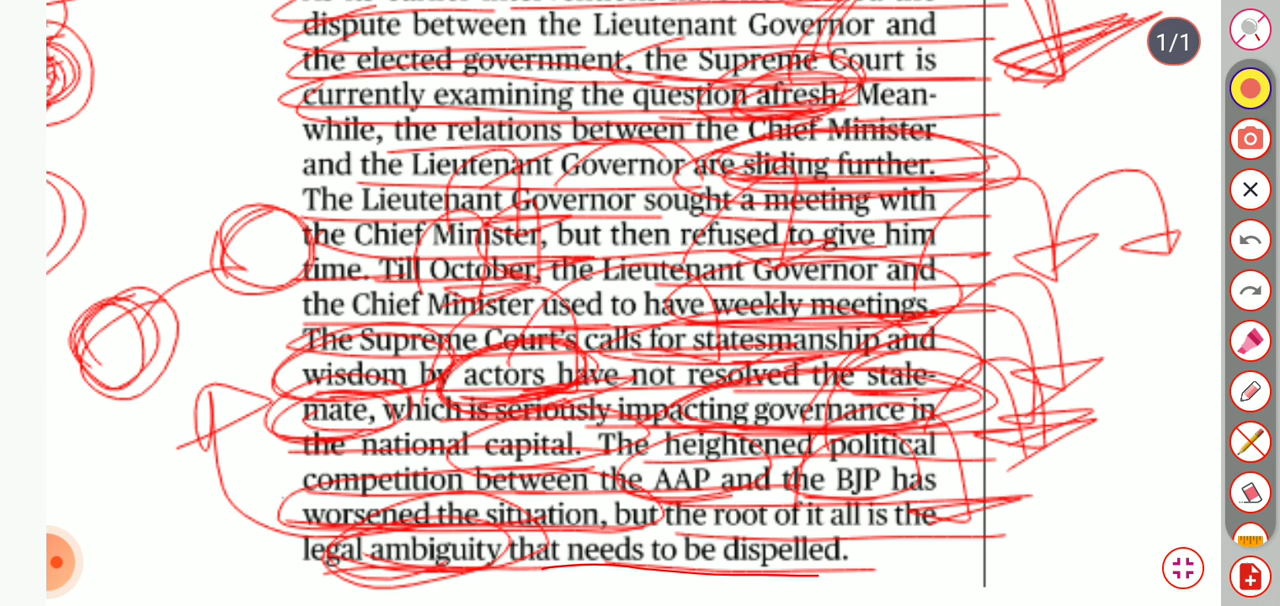 dispute between the Lieutenant Governor and
the elected government, the Supreme Court is
currently examining the question afresh. Mean-
while, the relations between the Chief Minister
and the Lieutenant Governor are sliding further.
The Lieutenant Governor sought a meeting with
the Chief Minister, but then refused to give him
time. Till October, the Lieutenant Governor and
the Chief Minister used to have weekly meetings.
The Supreme Court's calls for statesmanship and
wisdom by actors have not resolved the stale-
mate, which is seriously impacting governance in
the national capital. The heightened political
competition between the AAP and the BJP has
worsened the situation, but the root of it all is the
legal ambiguity that needs to be dispelled.
1/1